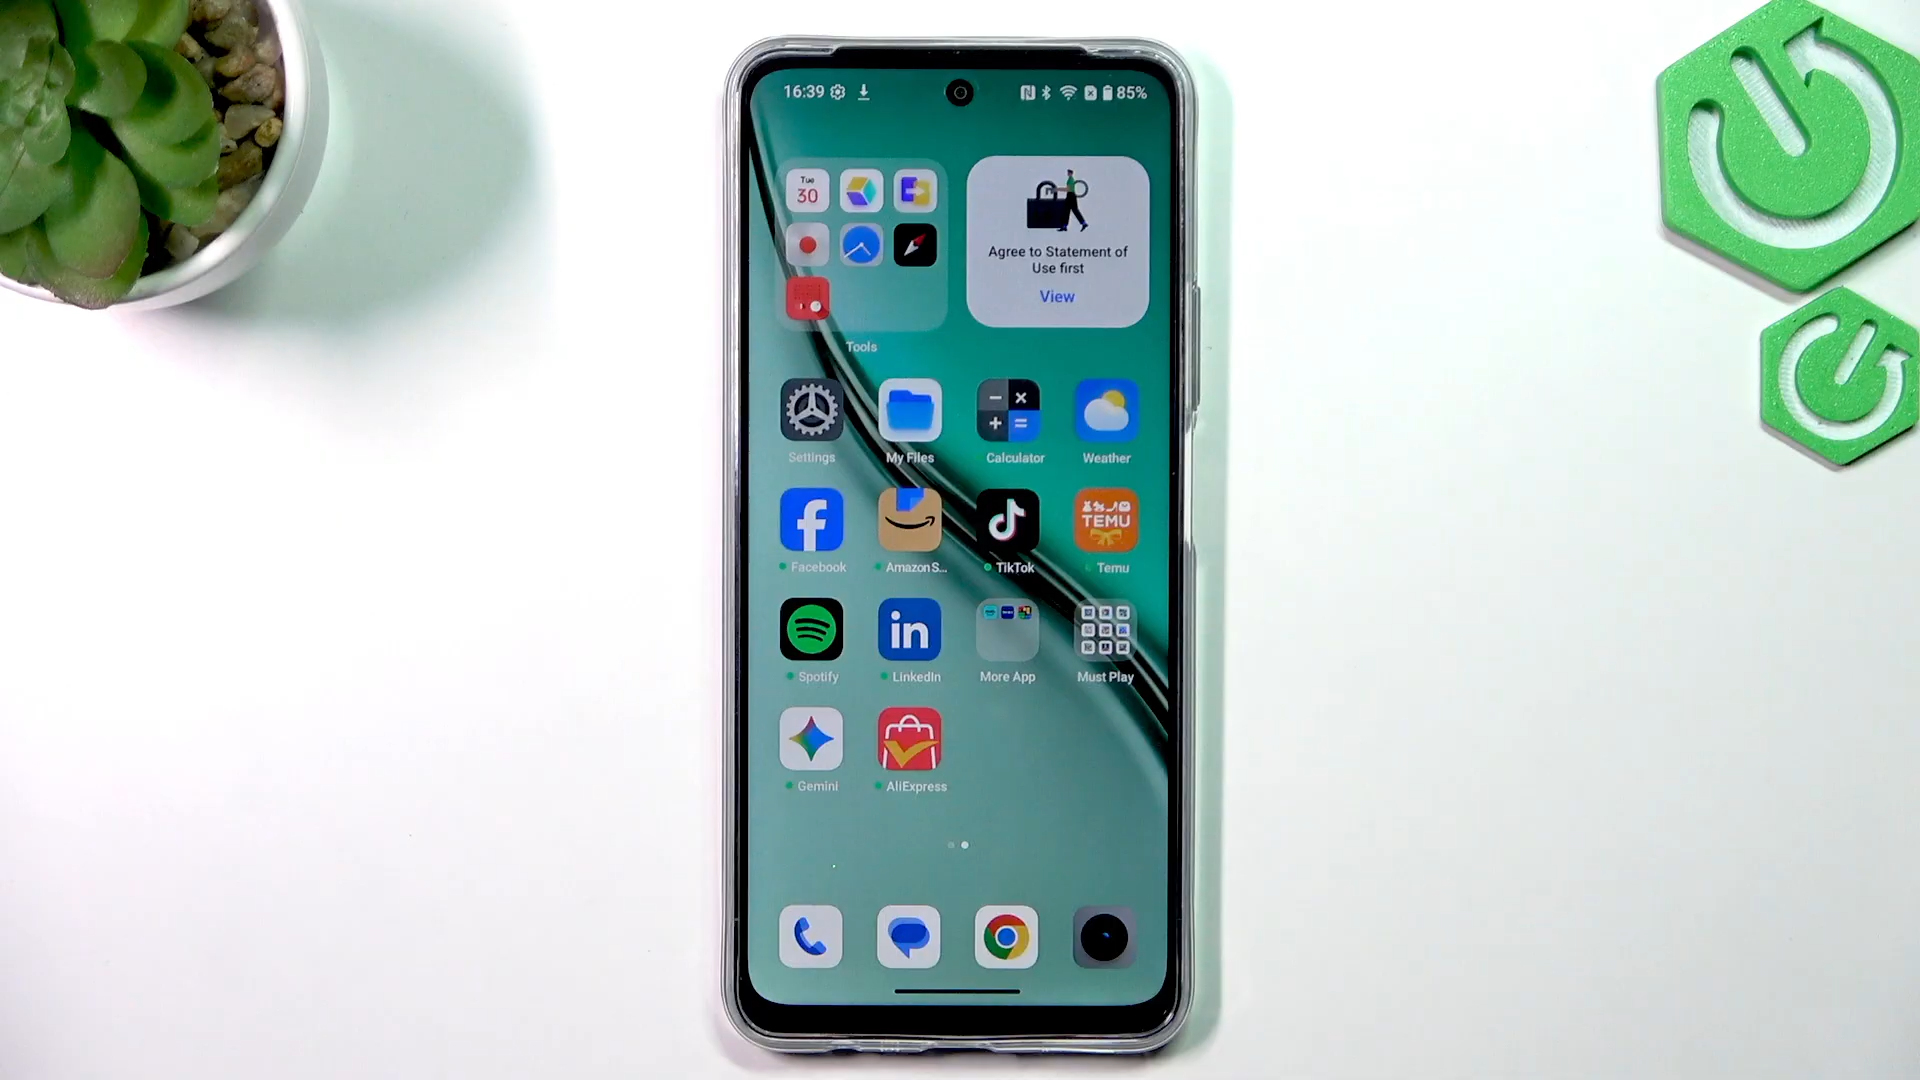 16:39 85%
Tue
30
Agree to Statement of
Use first
View
Tools
Settings My Files Calculator Weather
TEMU
Facebook Amazon S... TikTok Temu
in
Spotify LinkedIn More App Must Play
Gemini AliExpress